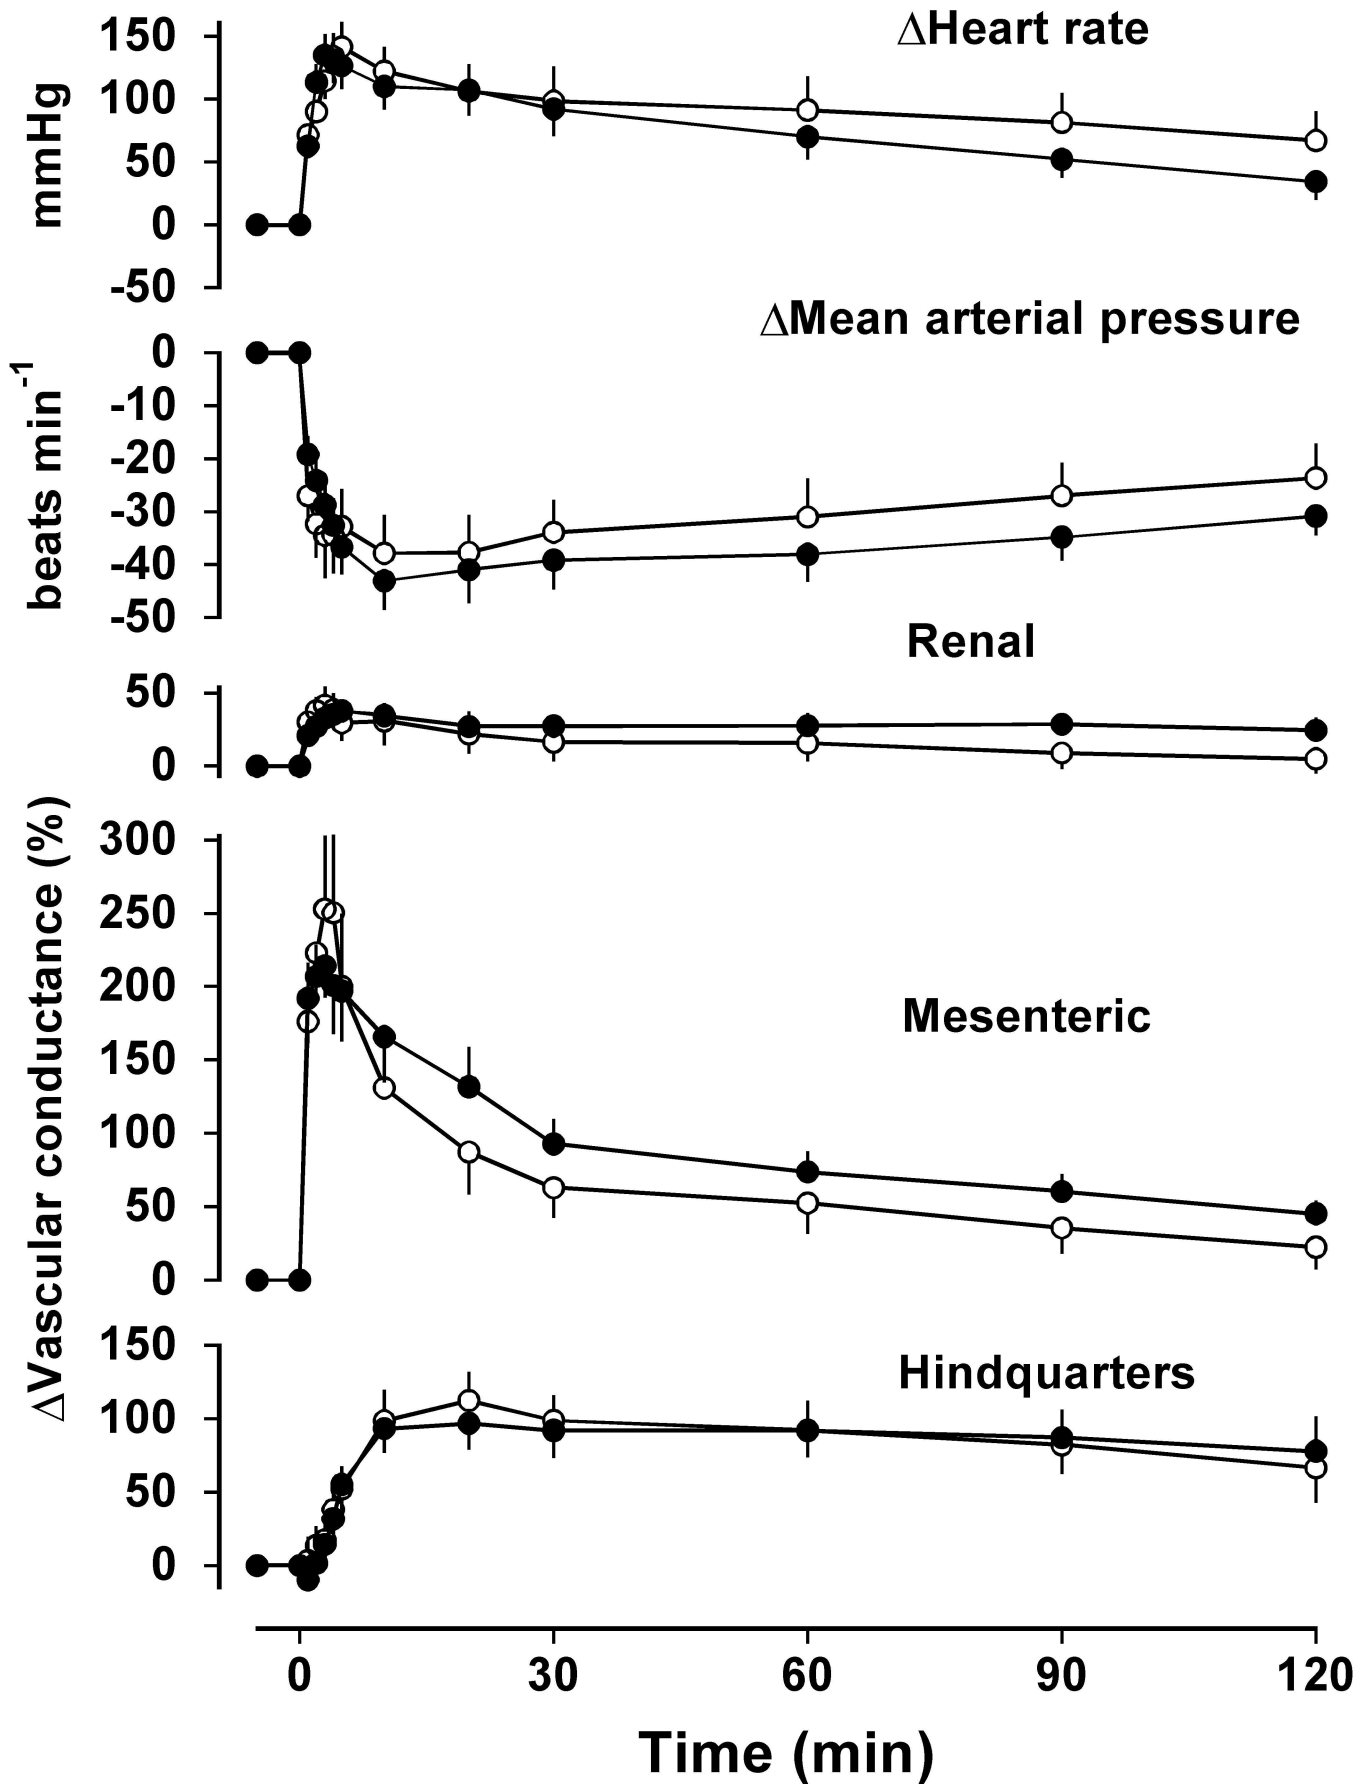 ΔHeart rate
mmHg
150
100
50
0
-50
ΔMean arterial pressure
beats min-1
0
-10
-20
-30
-40
-50
Renal
50
0
ΔVascular conductance (%)
Mesenteric
300
250
200
150
100
50
0
Hindquarters
150
100
50
0
0 30 60 90 120
Time (min)